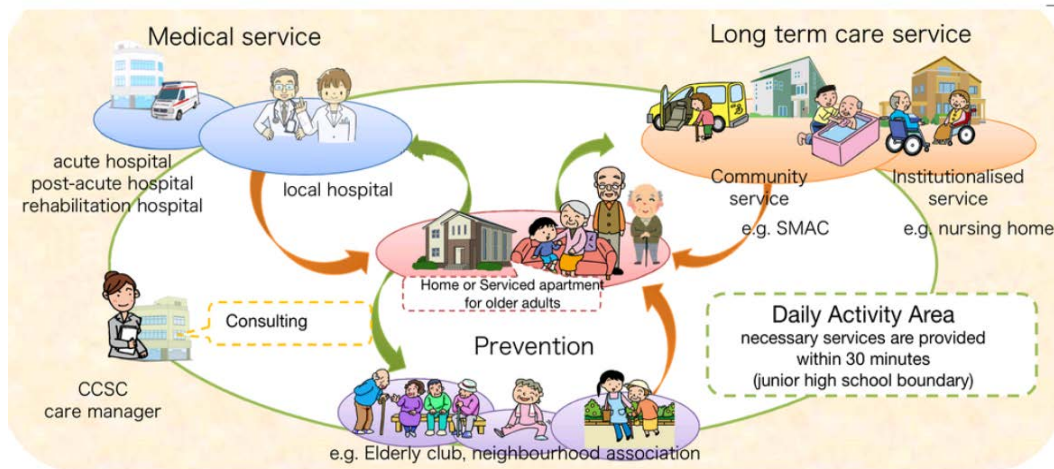 Medical service
Long term care service
acute hospital
post-acute hospital
rehabilitation hospital
local hospital
Community
service
e.g. SMAC
Institutionalised
service
e.g. nursing home
Home or Serviced apartment
for older adults
Consulting
CCSC
care manager
Prevention
Daily Activity Area
necessary services are provided
within 30 minutes
(junior high school boundary)
e.g. Elderly club, neighbourhood association